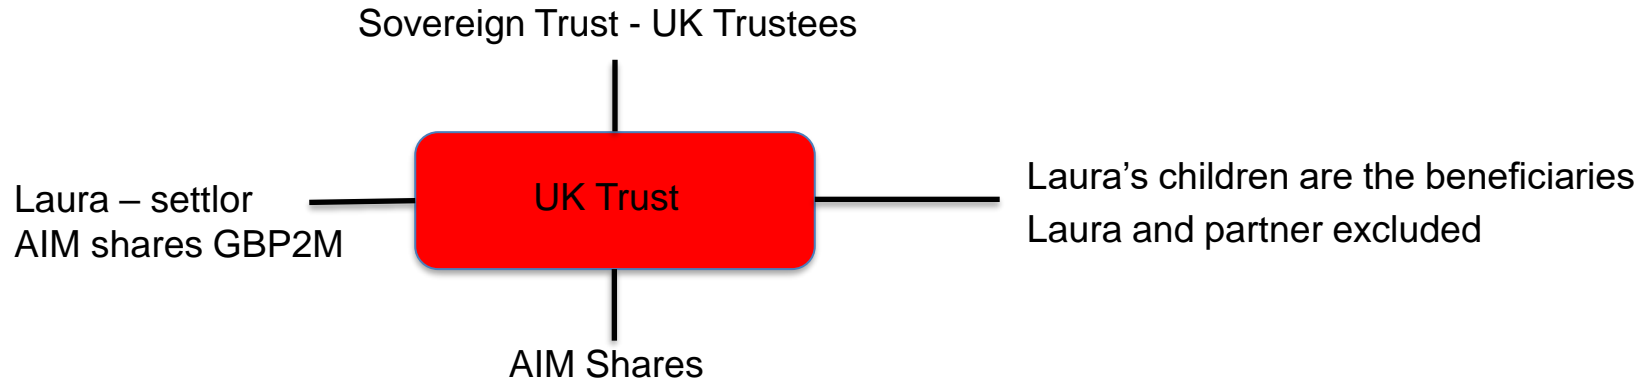 Sovereign Trust - UK Trustees
Laura – settlor
AIM shares GBP2M
UK Trust
Laura’s children are the beneficiaries
Laura and partner excluded
AIM Shares